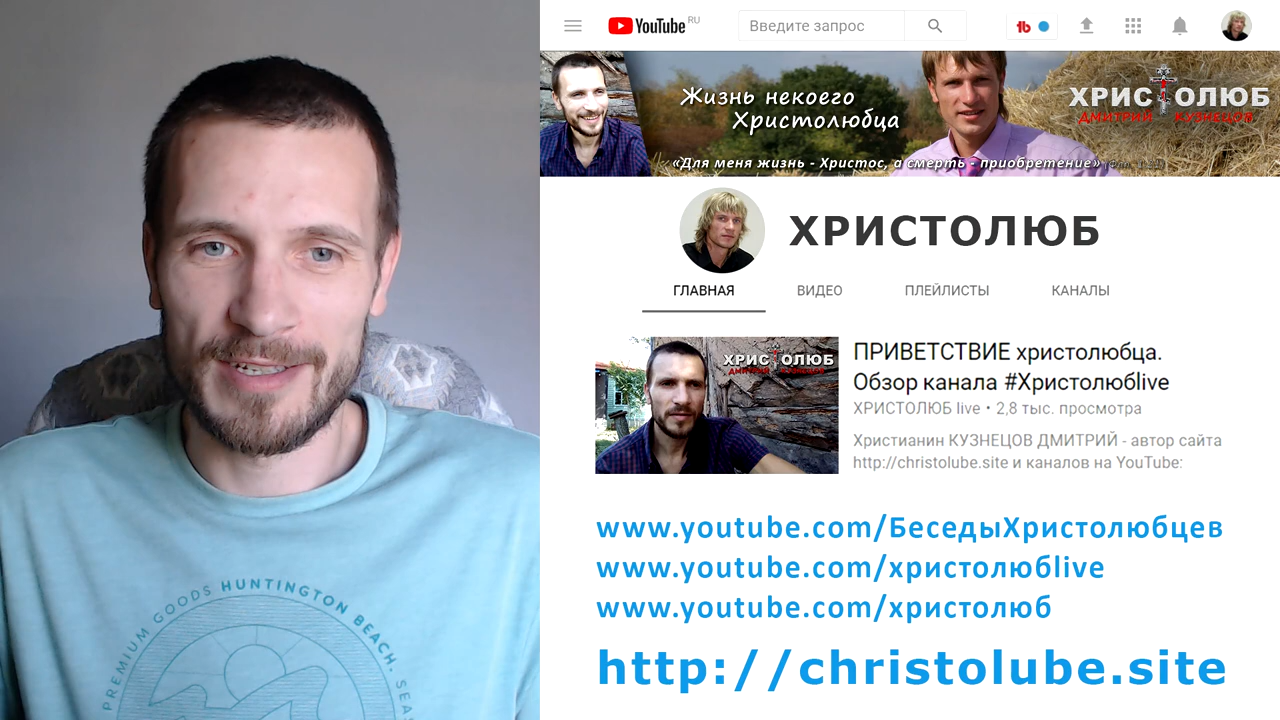 YouTube RU
Введите запрос
Жизнь некоего
Христолюбца
ХРИСТОЛЮБ
ДМИТРИЙ КУЗНЕЦОВ
«Для меня жизнь - Христос, а смерть - приобретение»
ХРИСТОЛЮБ
ГЛАВНАЯ ВИДЕО ПЛЕЙЛИСТЫ КАНАЛЫ
ХРИСТОЛЮБ
ДМИТРИЙ КУЗНЕЦОВ
ПРИВЕТСТВИЕ христолюбца.
Обзор канала #Христолюбlive
ХРИСТОЛЮБ live • 2,8 тыс. просмотра
Христианин КУЗНЕЦОВ ДМИТРИЙ - автор сайта
http://christolube.site и каналов на YouTube:
www.youtube.com/БеседыХристолюбцев
www.youtube.com/христолюбlive
www.youtube.com/христолюб
http://christolube.site
PREMIUM GOODS HUNTINGTON BEACH.